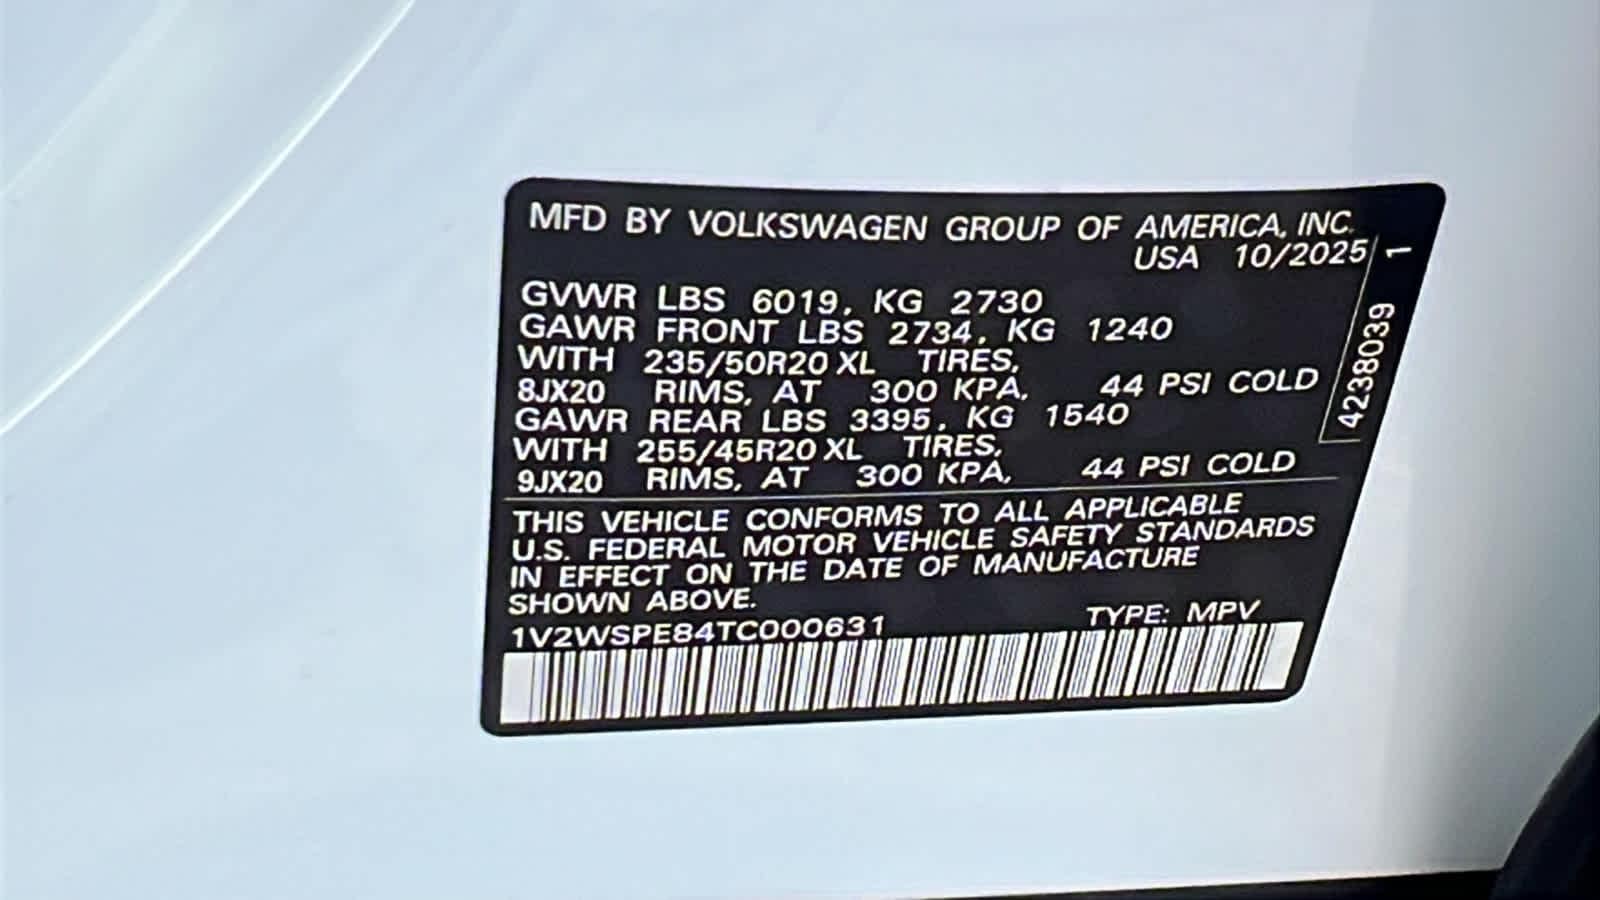 MFD BY VOLKSWAGEN GROUP OF AMERICA, INC.
USA 10/2025
GVWR LBS 6019, KG 2730
GAWR FRONT LBS 2734, KG 1240
WITH 235/50R20 XL TIRES,
8JX20 RIMS, AT 300 KPA, 44 PSI COLD
GAWR REAR LBS 3395, KG 1540
WITH 255/45R20 XL TIRES,
9JX20 RIMS, AT 300 KPA, 44 PSI COLD
THIS VEHICLE CONFORMS TO ALL APPLICABLE
U.S. FEDERAL MOTOR VEHICLE SAFETY STANDARDS
IN EFFECT ON THE DATE OF MANUFACTURE
SHOWN ABOVE.
1V2WSPE84TC000631 TYPE: MPV
4238039 1